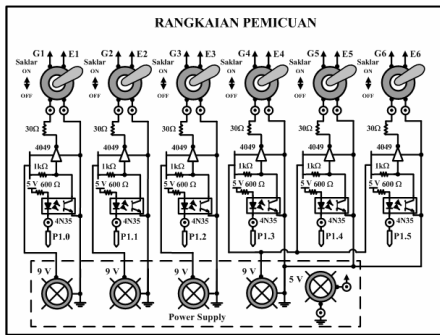 RANGKAIAN PEMICUAN
G1 E1 G2 E2 G3 E3 G4 E4 G5 E5 G6 E6
Saklar Saklar Saklar Saklar Saklar Saklar
ON ON ON ON ON ON
OFF OFF OFF OFF OFF OFF
30Ω 30Ω 30Ω 30Ω 30Ω 30Ω
4049 4049 4049 4049 4049 4049
1kΩ 1kΩ 1kΩ 1kΩ 1kΩ 1kΩ
5 V 600 Ω 5 V 600 Ω 5 V 600 Ω 5 V 600 Ω 5 V 600 Ω 5 V 600 Ω
4N35 4N35 4N35 4N35 4N35 4N35
P1.0 P1.1 P1.2 P1.3 P1.4 P1.5
9 V 9 V 9 V 9 V 5 V
Power Supply